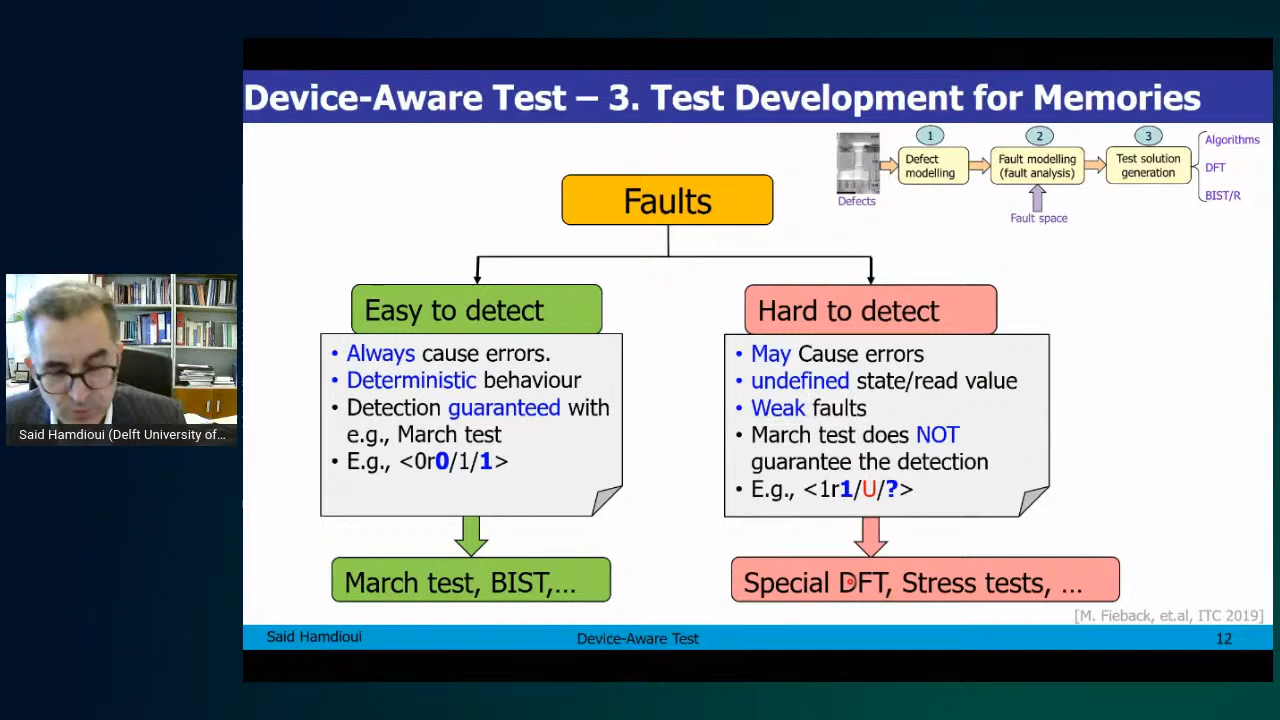 Device-Aware Test – 3. Test Development for Memories
1
2
3
Defects
Defect
modelling
Fault modelling
(fault analysis)
Test solution
generation
Algorithms
DFT
BIST/R
Fault space
Faults
Easy to detect
• Always cause errors.
• Deterministic behaviour
• Detection guaranteed with
e.g., March test
• E.g., <0r0/1/1>
March test, BIST,...
Hard to detect
• May Cause errors
• undefined state/read value
• Weak faults
• March test does NOT
guarantee the detection
• E.g., <1r1/U/?>
Special DFT, Stress tests, ...
[M. Fieback, et.al, ITC 2019]
Said Hamdioui
Device-Aware Test
12
Said Hamdioui (Delft University of...